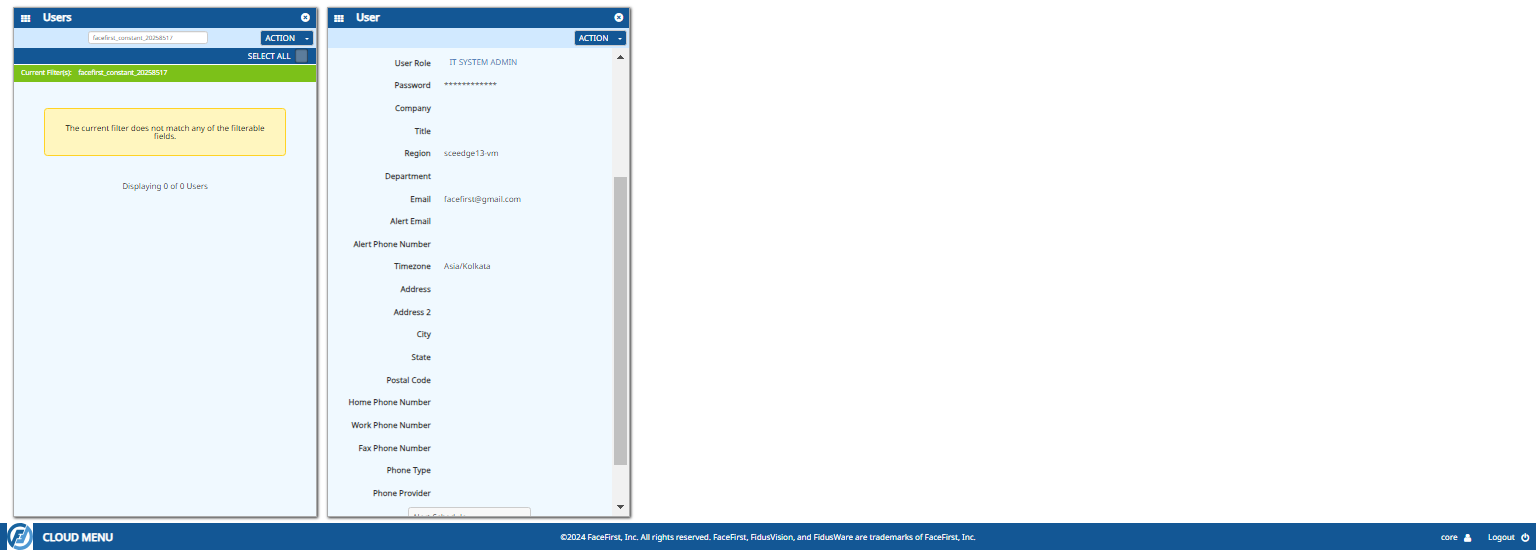 Users
facefirst_constant_20258517
ACTION
SELECT ALL
Current Filter(s): facefirst_constant_20258517
The current filter does not match any of the filterable
fields.
Displaying 0 of 0 Users
User
ACTION
User Role IT SYSTEM ADMIN
Password ************
Company
Title
Region sceedge13-vm
Department
Email facefirst@gmail.com
Alert Email
Alert Phone Number
Timezone Asia/Kolkata
Address
Address 2
City
State
Postal Code
Home Phone Number
Work Phone Number
Fax Phone Number
Phone Type
Phone Provider
CLOUD MENU
©2024 FaceFirst, Inc. All rights reserved. FaceFirst, FidusVision, and FidusWare are trademarks of FaceFirst, Inc.
core
Logout